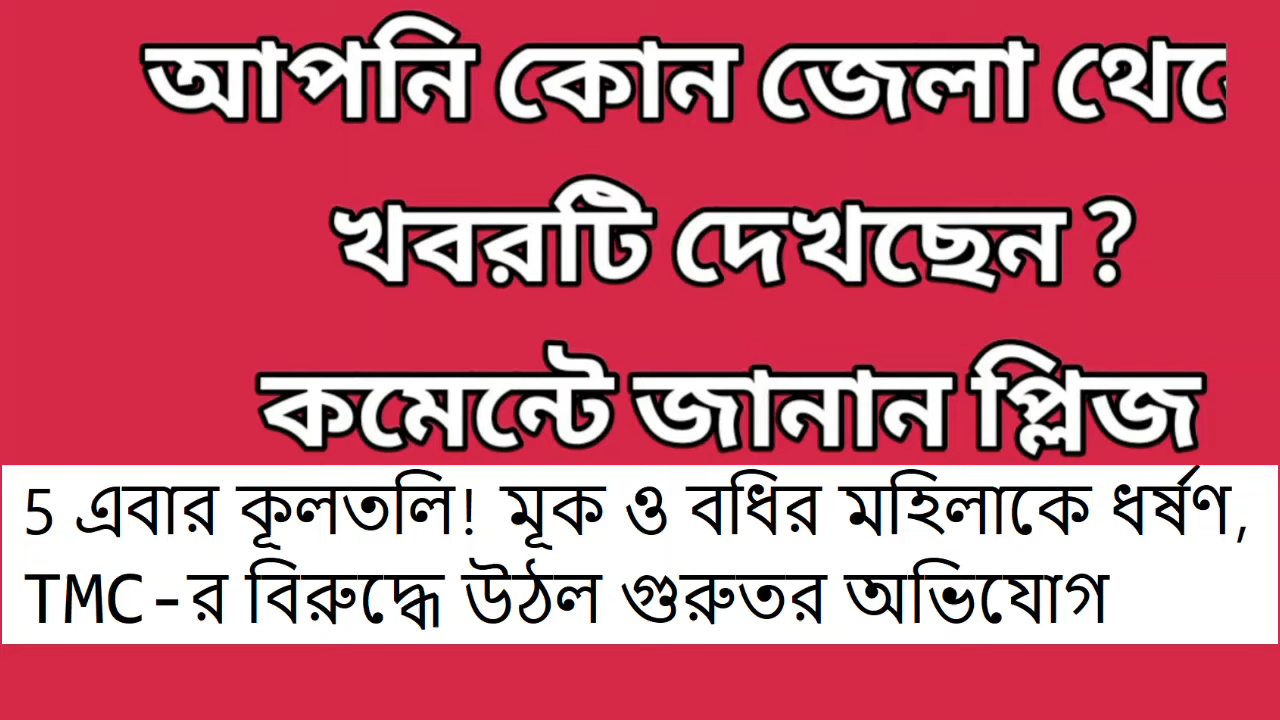 আপনি কোন জেলা থেকে
খবরটি দেখছেন ?
কমেন্টে জানান প্লিজ
5 এবার কূলতলি! মূক ও বধির মহিলাকে ধর্ষণ,
TMC-র বিরুদ্ধে উঠল গুরুতর অভিযোগ